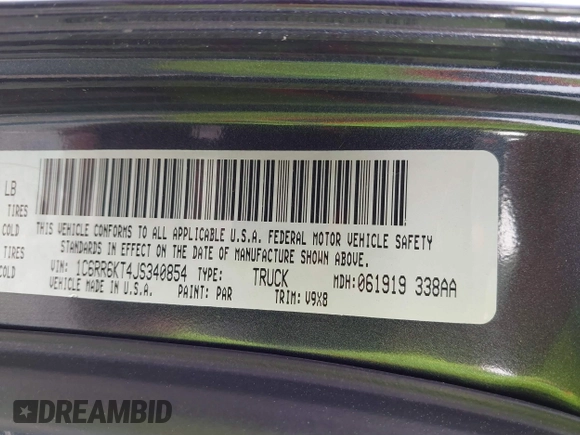 LB
TIRES
COLD
TIRES
COLD
THIS VEHICLE CONFORMS TO ALL APPLICABLE U.S.A. FEDERAL MOTOR VEHICLE SAFETY
STANDARDS IN EFFECT ON THE DATE OF MANUFACTURE SHOWN ABOVE.
VIN: 1C6RR6KT4JS340854 TYPE: TRUCK MDH: 061919 338AA
VEHICLE MADE IN U.S.A. PAINT: PAR TRIM: V9X8
DREAMBID